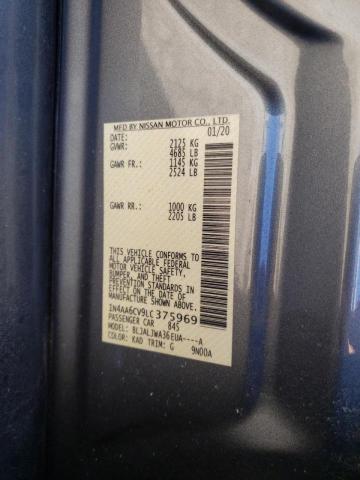 MFD BY NISSAN MOTOR CO., LTD.
DATE: 01/20
GVWR: 2125 KG
4685 LB
GAWR FR.: 1145 KG
2524 LB
GAWR RR.: 1000 KG
2205 LB
THIS VEHICLE CONFORMS TO
ALL APPLICABLE FEDERAL
MOTOR VEHICLE SAFETY,
BUMPER, AND THEFT
PREVENTION STANDARDS
IN EFFECT ON THE DATE OF
MANUFACTURE SHOWN ABOVE.
1N4AA6CV9LC375969
PASSENGER CAR 845
MODEL: BLJALJWA36EUA----A
COLOR: KAD TRIM: G 9N00A